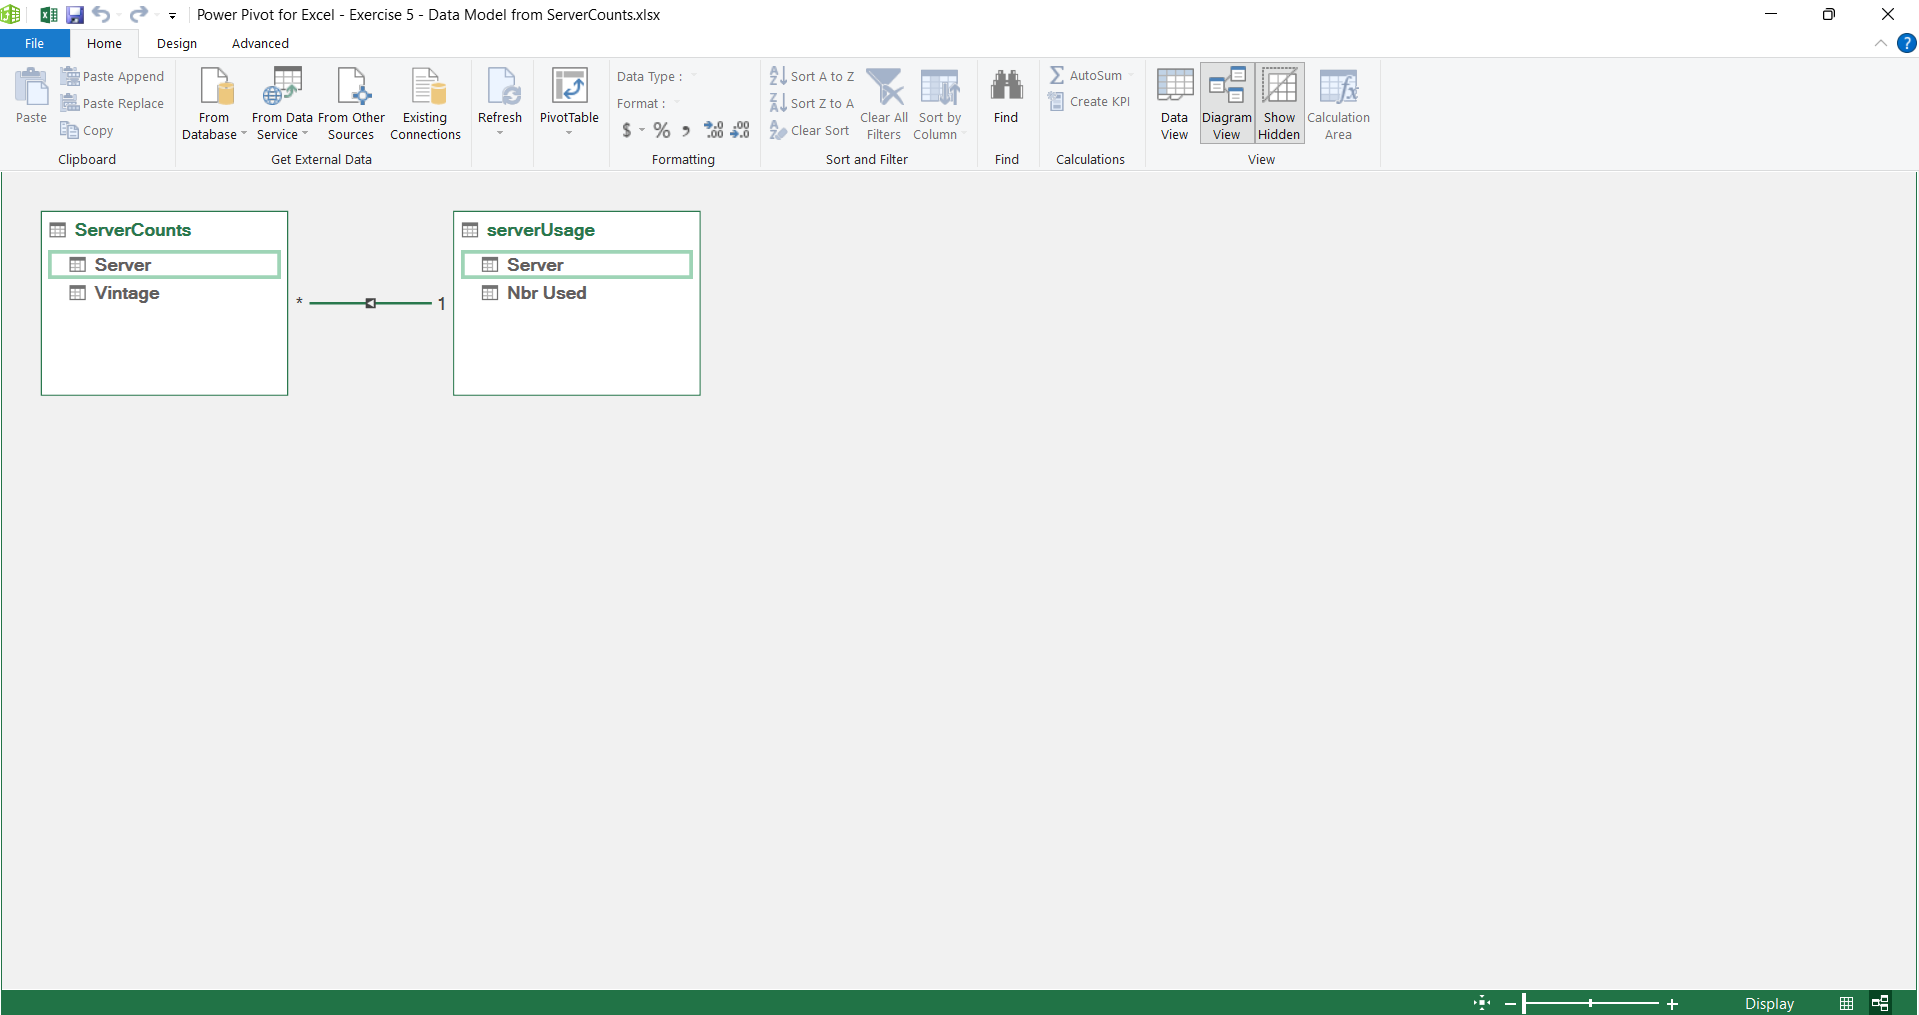 Power Pivot for Excel - Exercise 5 - Data Model from ServerCounts.xlsx
File Home Design Advanced
Paste
Paste Append
Paste Replace
Copy
Clipboard
From Database
From Data Service
From Other Sources
Existing Connections
Get External Data
Refresh
PivotTable
Data Type :
Format :
$ % , .00 .00
Formatting
Sort A to Z
Sort Z to A
Clear Sort
Clear All Filters
Sort by Column
Sort and Filter
Find
Find
AutoSum
Create KPI
Calculations
Data View
Diagram View
Show Hidden
Calculation Area
View
ServerCounts
Server
Vintage
* 1
serverUsage
Server
Nbr Used
Display